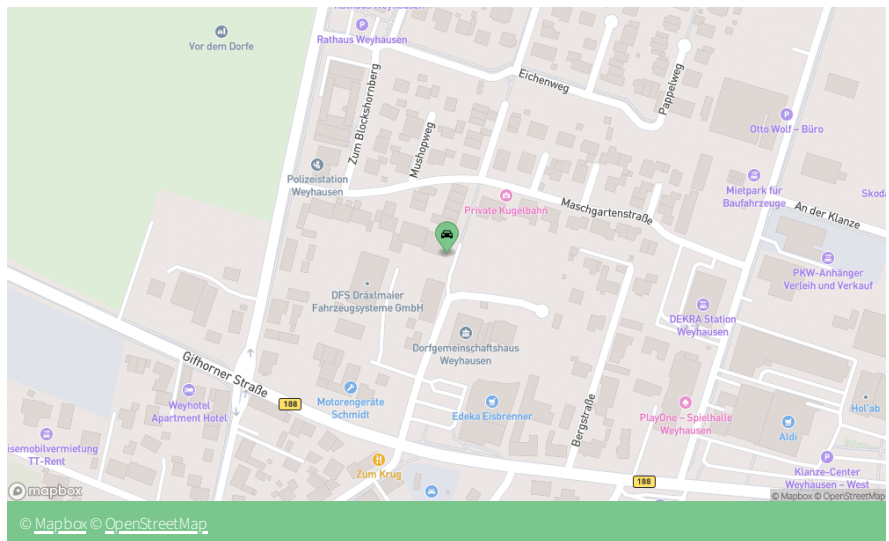 Rathaus Weyhausen
Rathaus Weyhausen
Vor dem Dorfe
Eichenweg
Pappelweg
Zum Blockshornberg
Mushopweg
Otto Wolf – Büro
Polizeistation
Weyhausen
Private Kugelbahn
Maschgartenstraße
Mietpark für
Baufahrzeuge
Skoda
An der Klanze
PKW-Anhänger
Verleih und Verkauf
DFS Dräxlmaier
Fahrzeugsysteme GmbH
DEKRA Station
Weyhausen
Dorfgemeinschaftshaus
Weyhausen
Gifhorner Straße
188
Weyhotel
Apartment Hotel
Motorengeräte
Schmidt
Edeka Eisbrenner
Bergstraße
PlayOne – Spielhalle
Weyhausen
Hol'ab
Aldi
isemobilvermietung
TT-Rent
Zum Krug
188
Klanze-Center
Weyhausen – West
mapbox
© Mapbox © OpenStreetMap
© Mapbox © OpenStreetMap